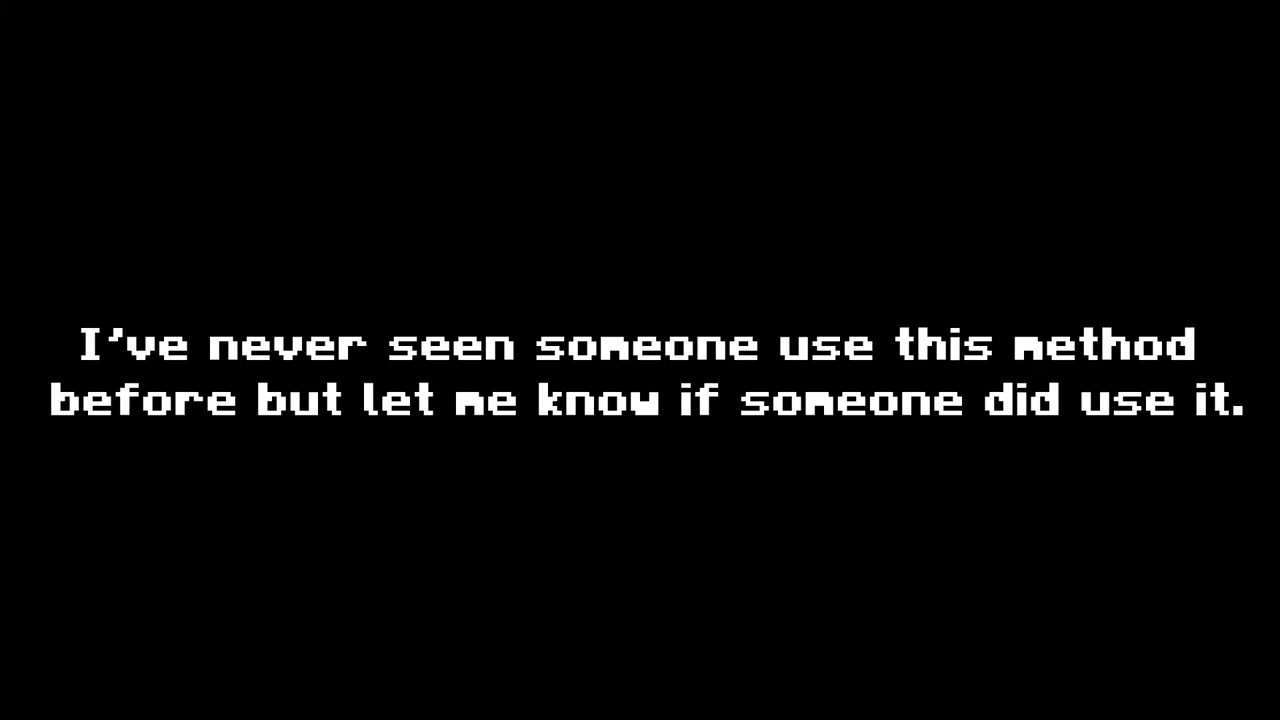 I've never seen someone use this method
before but let me know if someone did use it.